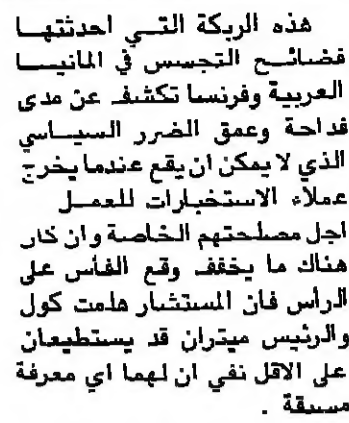 هذه الربكة التي احدثتها
فضائح التجسس في المانيا
العربية وفرنسا تكشف عن مدى
فداحة وعمق الضرر السياسي
الذي لا يمكن ان يقع عندما يخرج
عملاء الاستخبارات للعمل
اجل مصلحتهم الخاصة وان كار
هناك ما يخفف وقع الفأس على
الرأس فان المستشار هلمت كول
والرئيس ميتران قد يستطيعان
على الاقل نفي ان لهما اي معرفة
مسبقة .